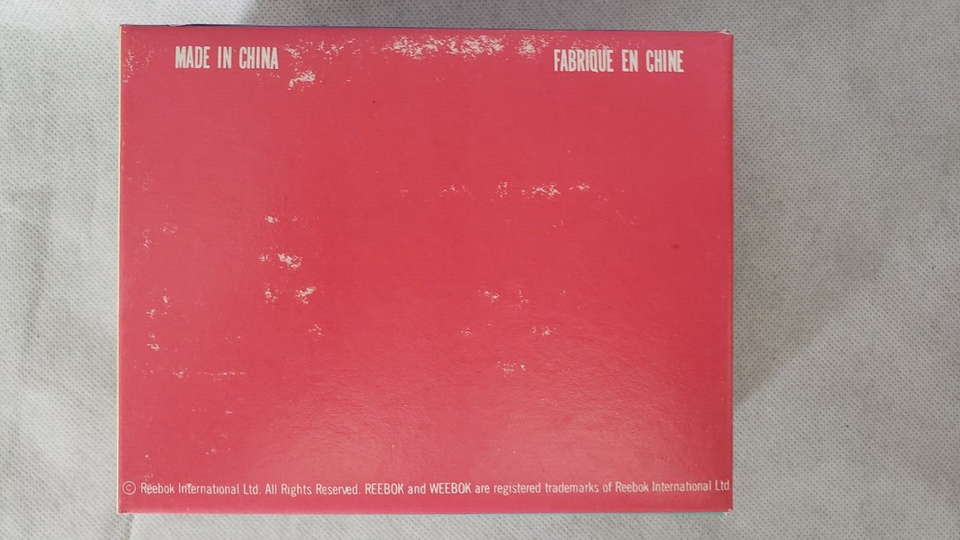 MADE IN CHINA
FABRIQUE EN CHINE
© Reebok International Ltd. All Rights Reserved. REEBOK and WEEBOK are registered trademarks of Reebok International Ltd.